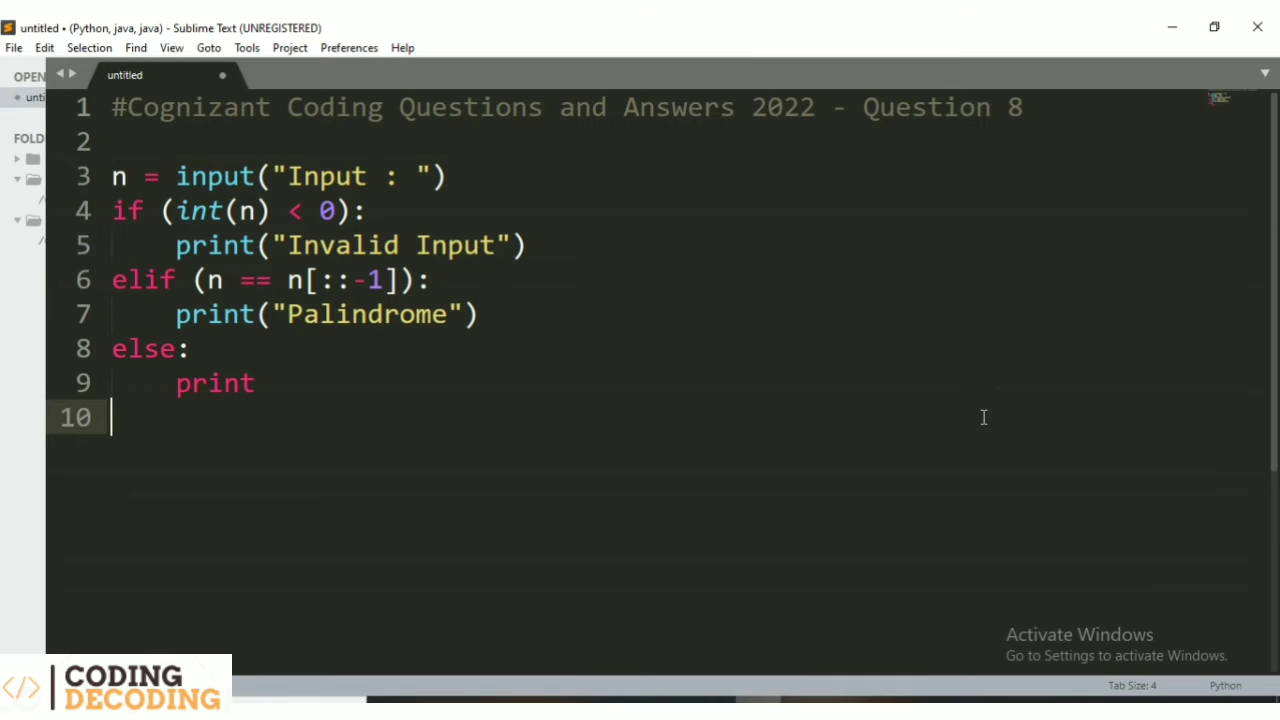 untitled • (Python, java, java) - Sublime Text (UNREGISTERED)
File Edit Selection Find View Goto Tools Project Preferences Help
OPEN
untitled
unti
FOLD
1 #Cognizant Coding Questions and Answers 2022 - Question 8
2
3 n = input("Input : ")
4 if (int(n) < 0):
5     print("Invalid Input")
6 elif (n == n[::-1]):
7     print("Palindrome")
8 else:
9     print
10
Activate Windows
Go to Settings to activate Windows.
</> CODING
DECODING
Tab Size: 4 Python